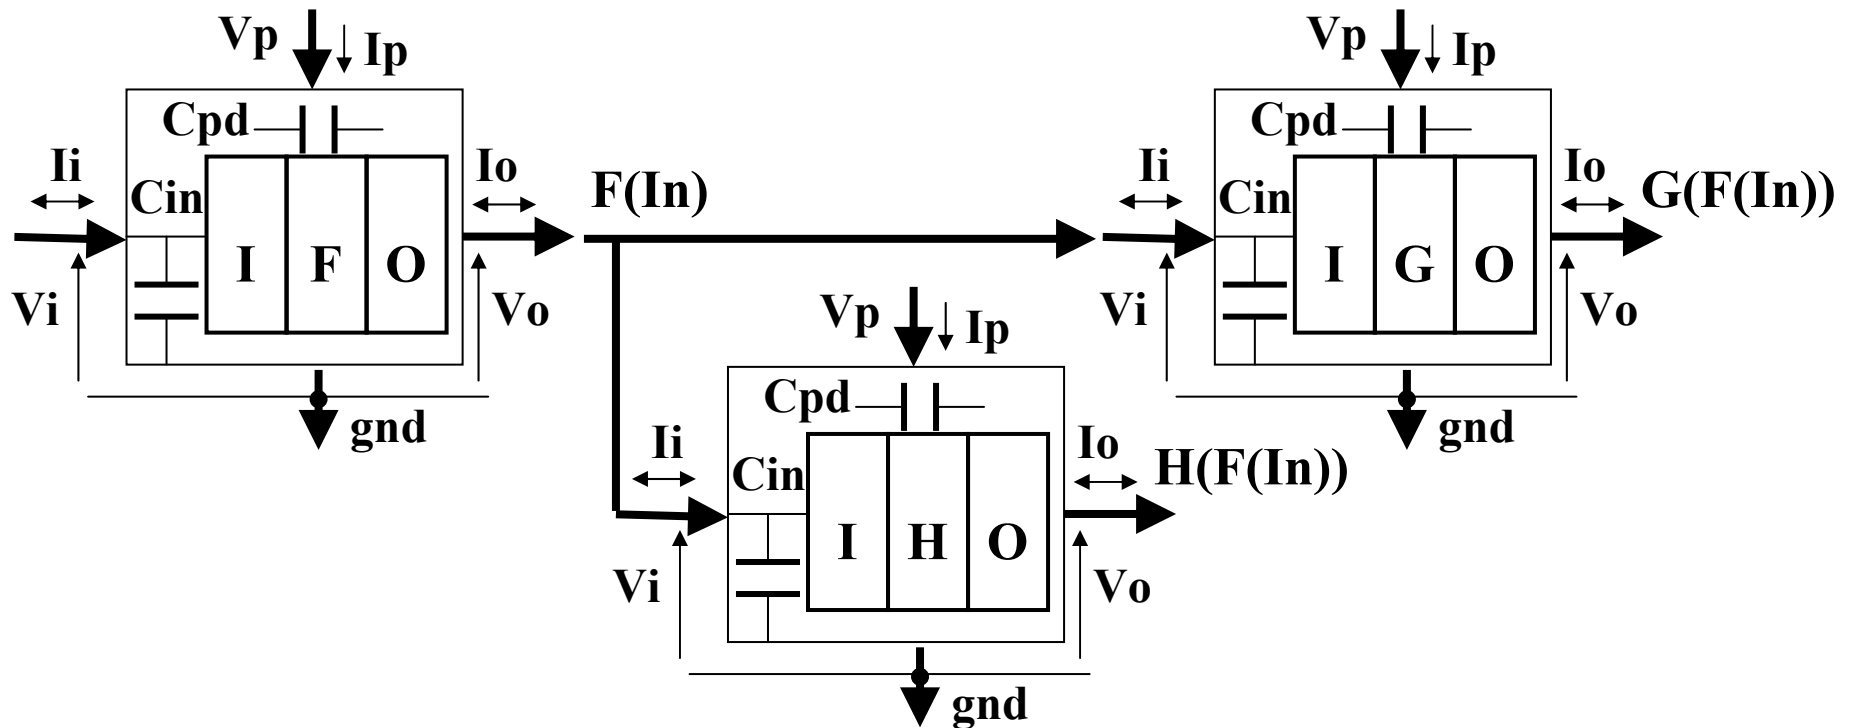 Vp
Ip
Cpd
Ii
Cin
Io
F(In)
I F O
Vi
Vo
gnd
Vp
Ip
Cpd
Ii
Cin
Io
H(F(In))
I H O
Vi
Vo
gnd
Vp
Ip
Cpd
Ii
Cin
Io
G(F(In))
I G O
Vi
Vo
gnd